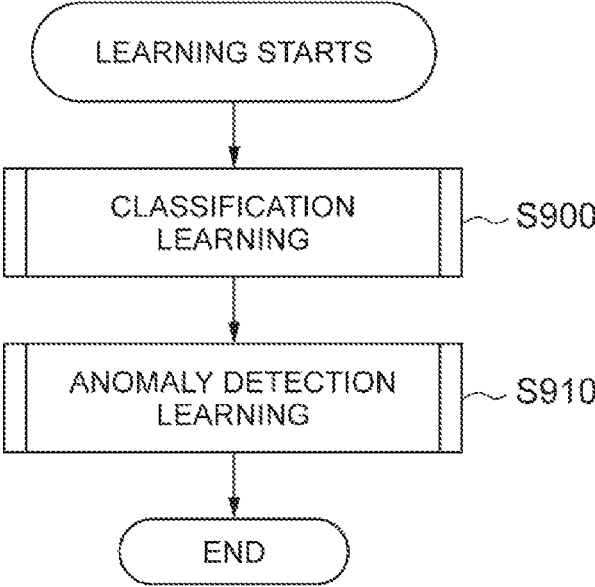 LEARNING STARTS
CLASSIFICATION
LEARNING
S900
ANOMALY DETECTION
LEARNING
S910
END